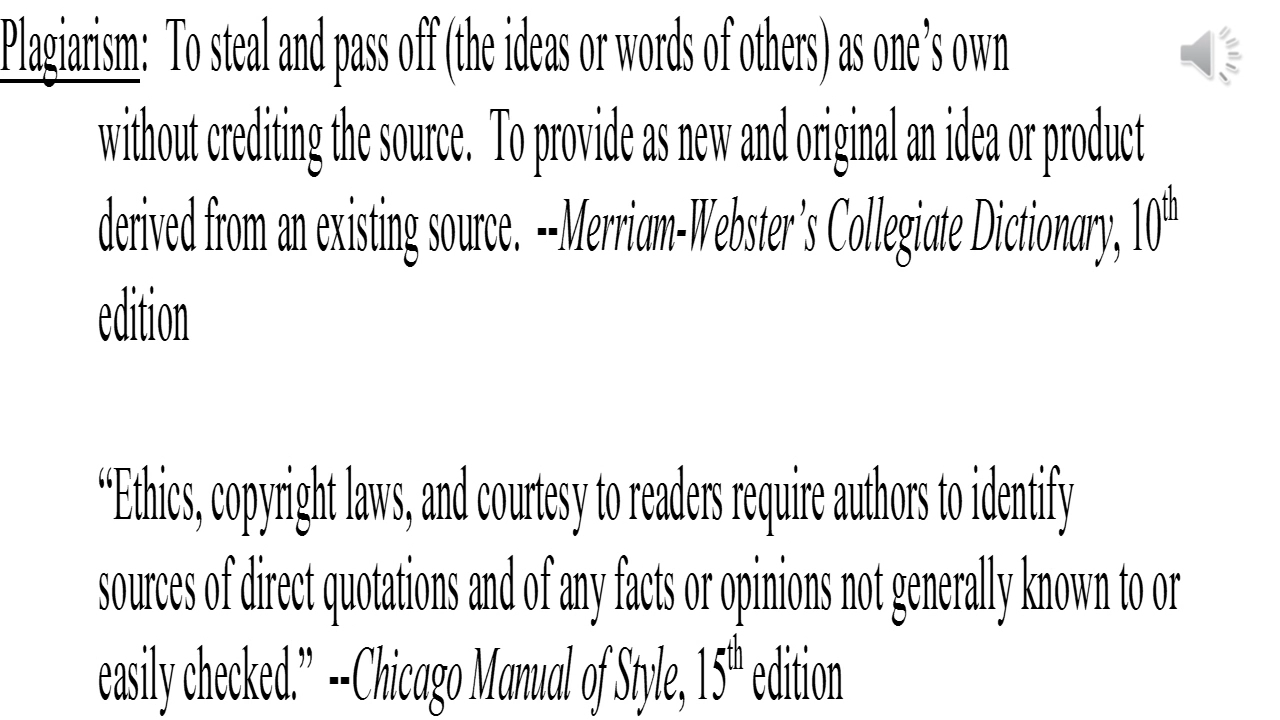 Plagiarism:  To steal and pass off (the ideas or words of others) as one’s own
without crediting the source.  To provide as new and original an idea or product
derived from an existing source.  --Merriam-Webster’s Collegiate Dictionary, 10th
edition
“Ethics, copyright laws, and courtesy to readers require authors to identify
sources of direct quotations and of any facts or opinions not generally known to or
easily checked.”  --Chicago Manual of Style, 15th edition